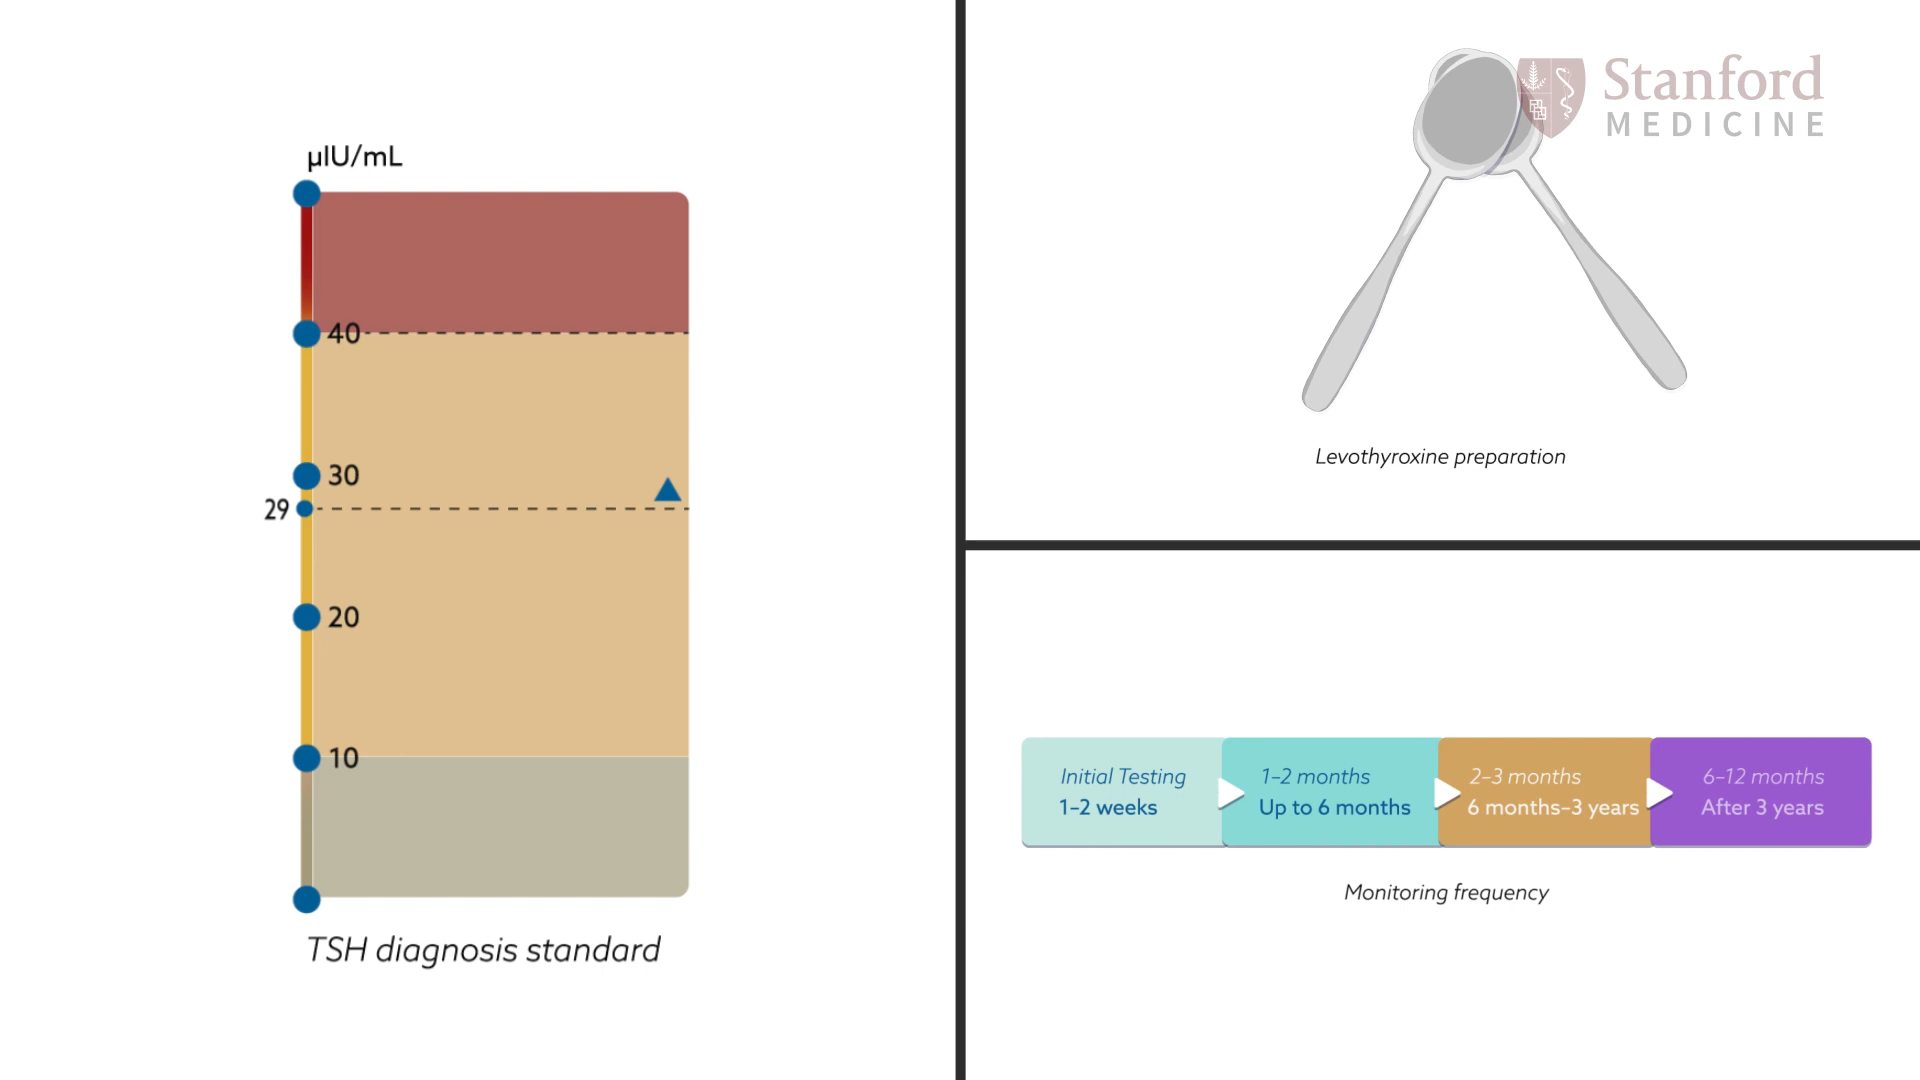 µIU/mL
40
30
29
20
10
TSH diagnosis standard
Stanford
MEDICINE
Levothyroxine preparation
Initial Testing
1–2 weeks
1–2 months
Up to 6 months
2–3 months
6 months–3 years
6–12 months
After 3 years
Monitoring frequency